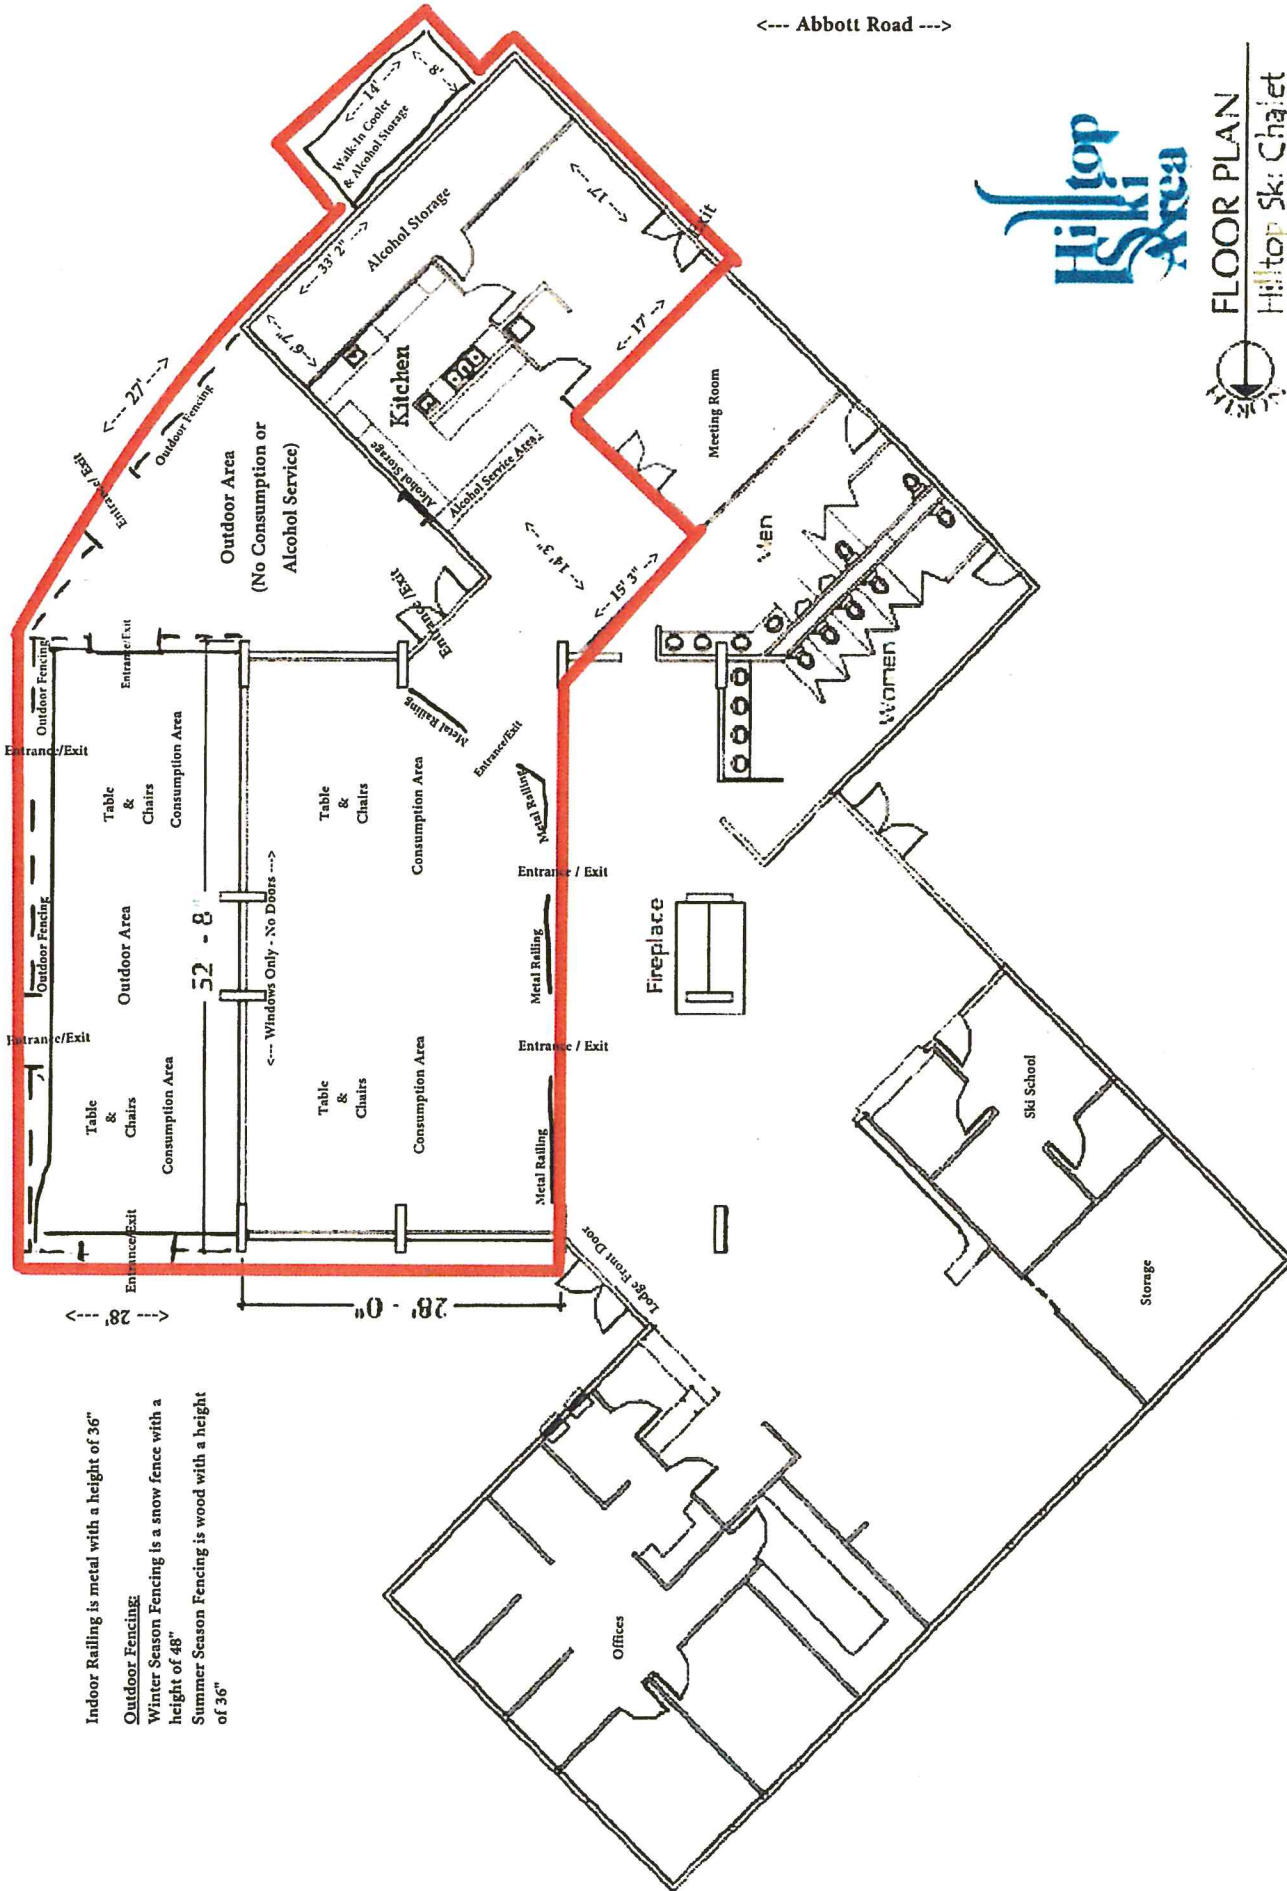 Indoor Railing is metal with a height of 36"
Outdoor Fencing:
Winter Season Fencing is a snow fence with a
height of 48"
Summer Season Fencing is wood with a height
of 36"
<--- 28' --->
28' - 0"
Entrance/Exit
Entrance/Exit
Outdoor Fencing
Entrance/Exit
Outdoor Fencing
Table
&
Chairs
Consumption Area
Outdoor Area
Table
&
Chairs
Consumption Area
Entrance/Exit
52 - 8"
<--- Windows Only - No Doors --->
Table
&
Chairs
Consumption Area
Table
&
Chairs
Consumption Area
Metal Railing
Entrance / Exit
Metal Railing
Entrance / Exit
Metal Railing
Entrance/Exit
Metal Railing
Entrance/Exit
Outdoor Area
(No Consumption or
Alcohol Service)
Entrance/Exit
Outdoor Fencing
<--- 27' --->
Walk-In Cooler
& Alcohol Storage
<--- 14' --->
<--- 8' --->
<--- 33' 2" --->
<--6' 7"-->
Alcohol Storage
Kitchen
Alcohol Storage
Alcohol Service Area
<--- 17' --->
Exit
<-- 17' -->
<--- 14' 3" --->
<--- 15' 3" --->
Meeting Room
Men
Women
Fireplace
Lodge Front Door
Offices
Ski School
Storage
<--- Abbott Road --->
Hilltop
Ski
Area
NORTH
FLOOR PLAN
Hilltop Ski Chalet